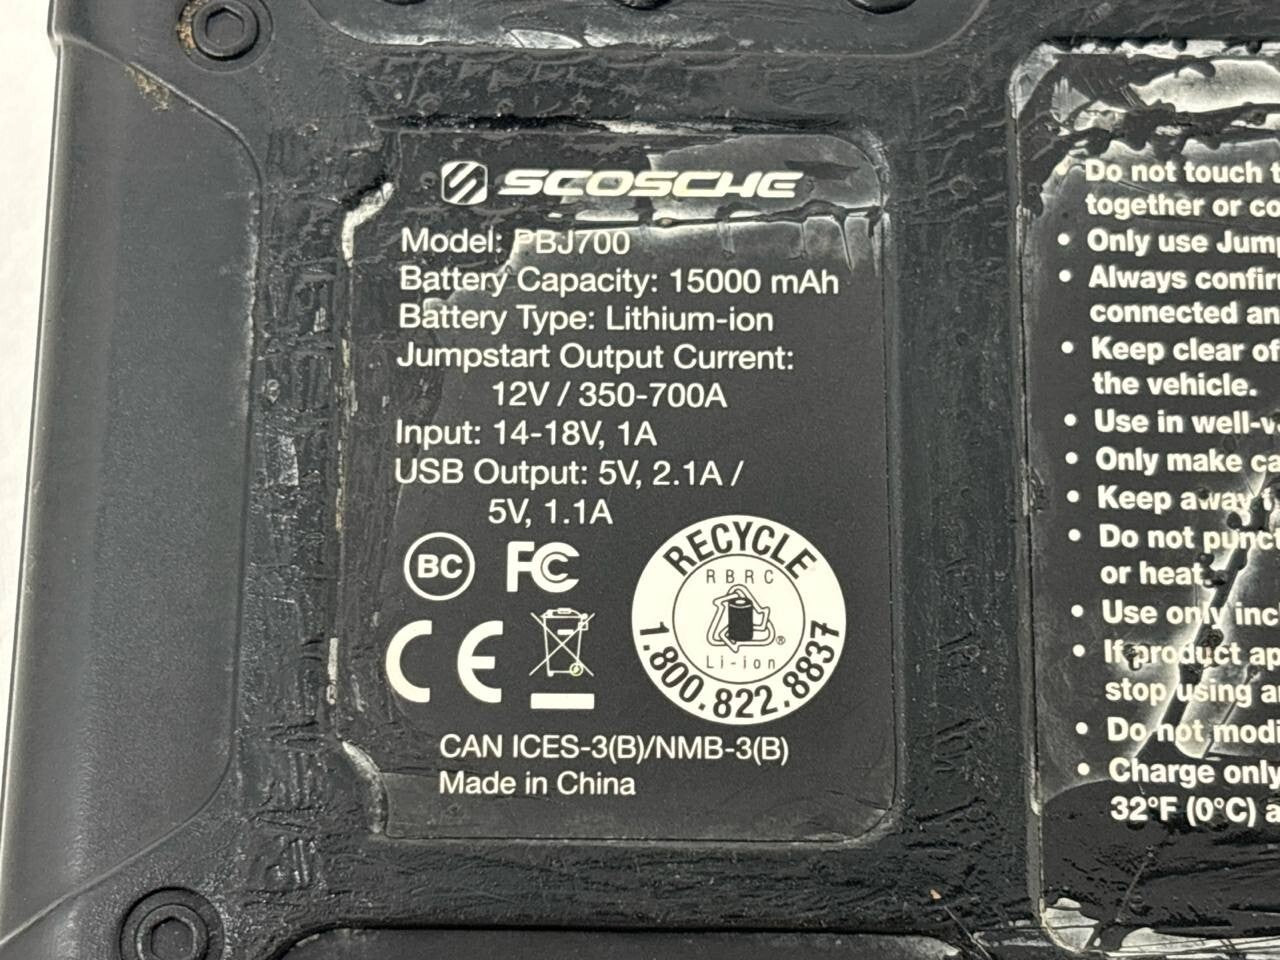 SCOSCHE
Model: PBJ700
Battery Capacity: 15000 mAh
Battery Type: Lithium-ion
Jumpstart Output Current:
12V / 350-700A
Input: 14-18V, 1A
USB Output: 5V, 2.1A /
5V, 1.1A
BC FC
CE
RECYCLE
RBRC
Li-ion
1.800.822.8837
CAN ICES-3(B)/NMB-3(B)
Made in China
• Do not touch
together or
• Only use
• Always
connected
• Keep clear of
the vehicle.
• Use in
• Only make
• Keep away
• Do not
or heat.
• Use only
• If product
stop using
• Do not
• Charge only
32°F (0°C)